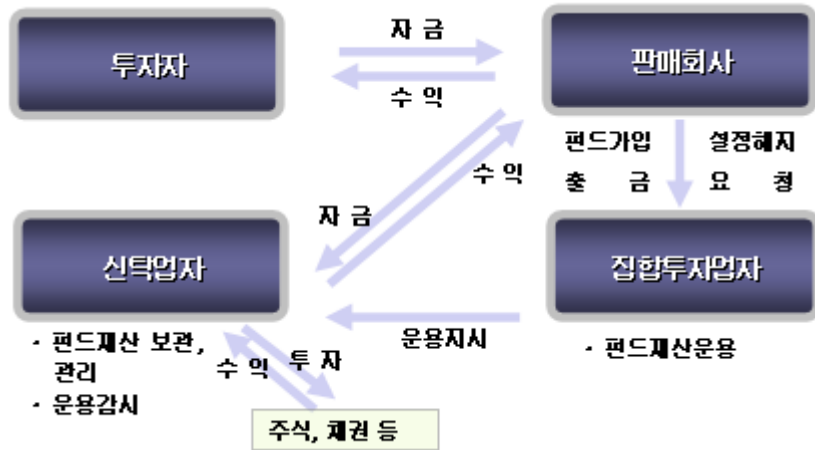 자 금
투자자
판매회사
수 익
펀드가입 설정해지
출 금 요 청
수 익
자 금
신탁업자
집합투자업자
운용지시
· 펀드재산 보관,
관리
· 운용감시
수 익
투 자
· 펀드재산운용
주식, 채권 등